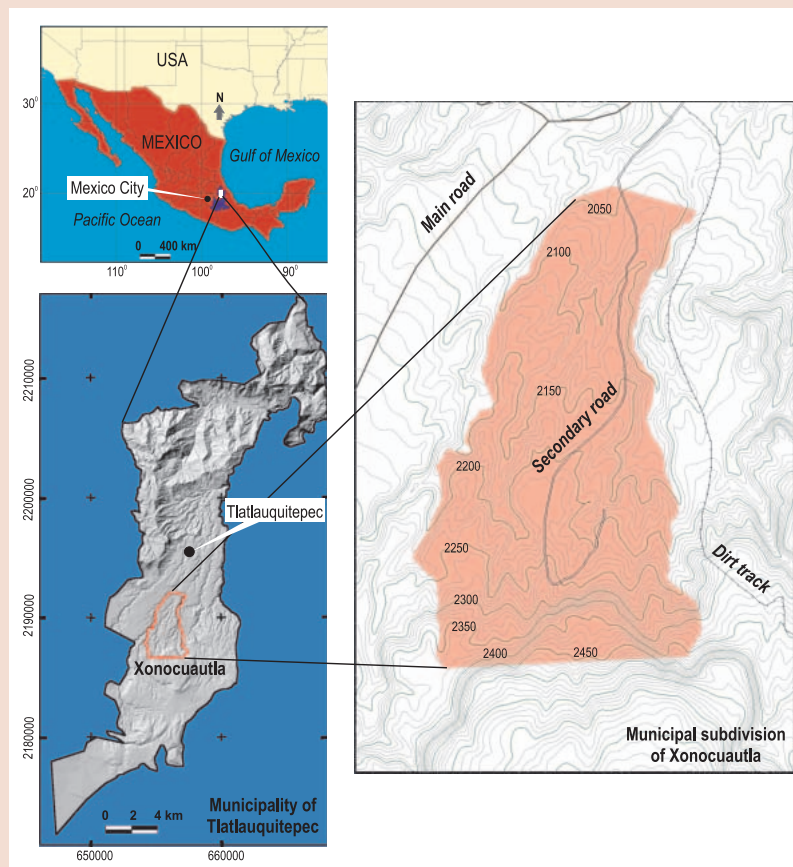 USA
30°
N
MEXICO
Gulf of Mexico
Mexico City
20°
Pacific Ocean
0 400 km
110° 100° 90°
2210000
2200000
Tlatlauquitepec
2190000
Xonocuautla
2180000
0 2 4 km
Municipality of
Tlatlauquitepec
650000 660000
Main road
2050
2100
2150
Secondary road
2200
2250
Dirt track
2300
2350
2400 2450
Municipal subdivision
of Xonocuautla